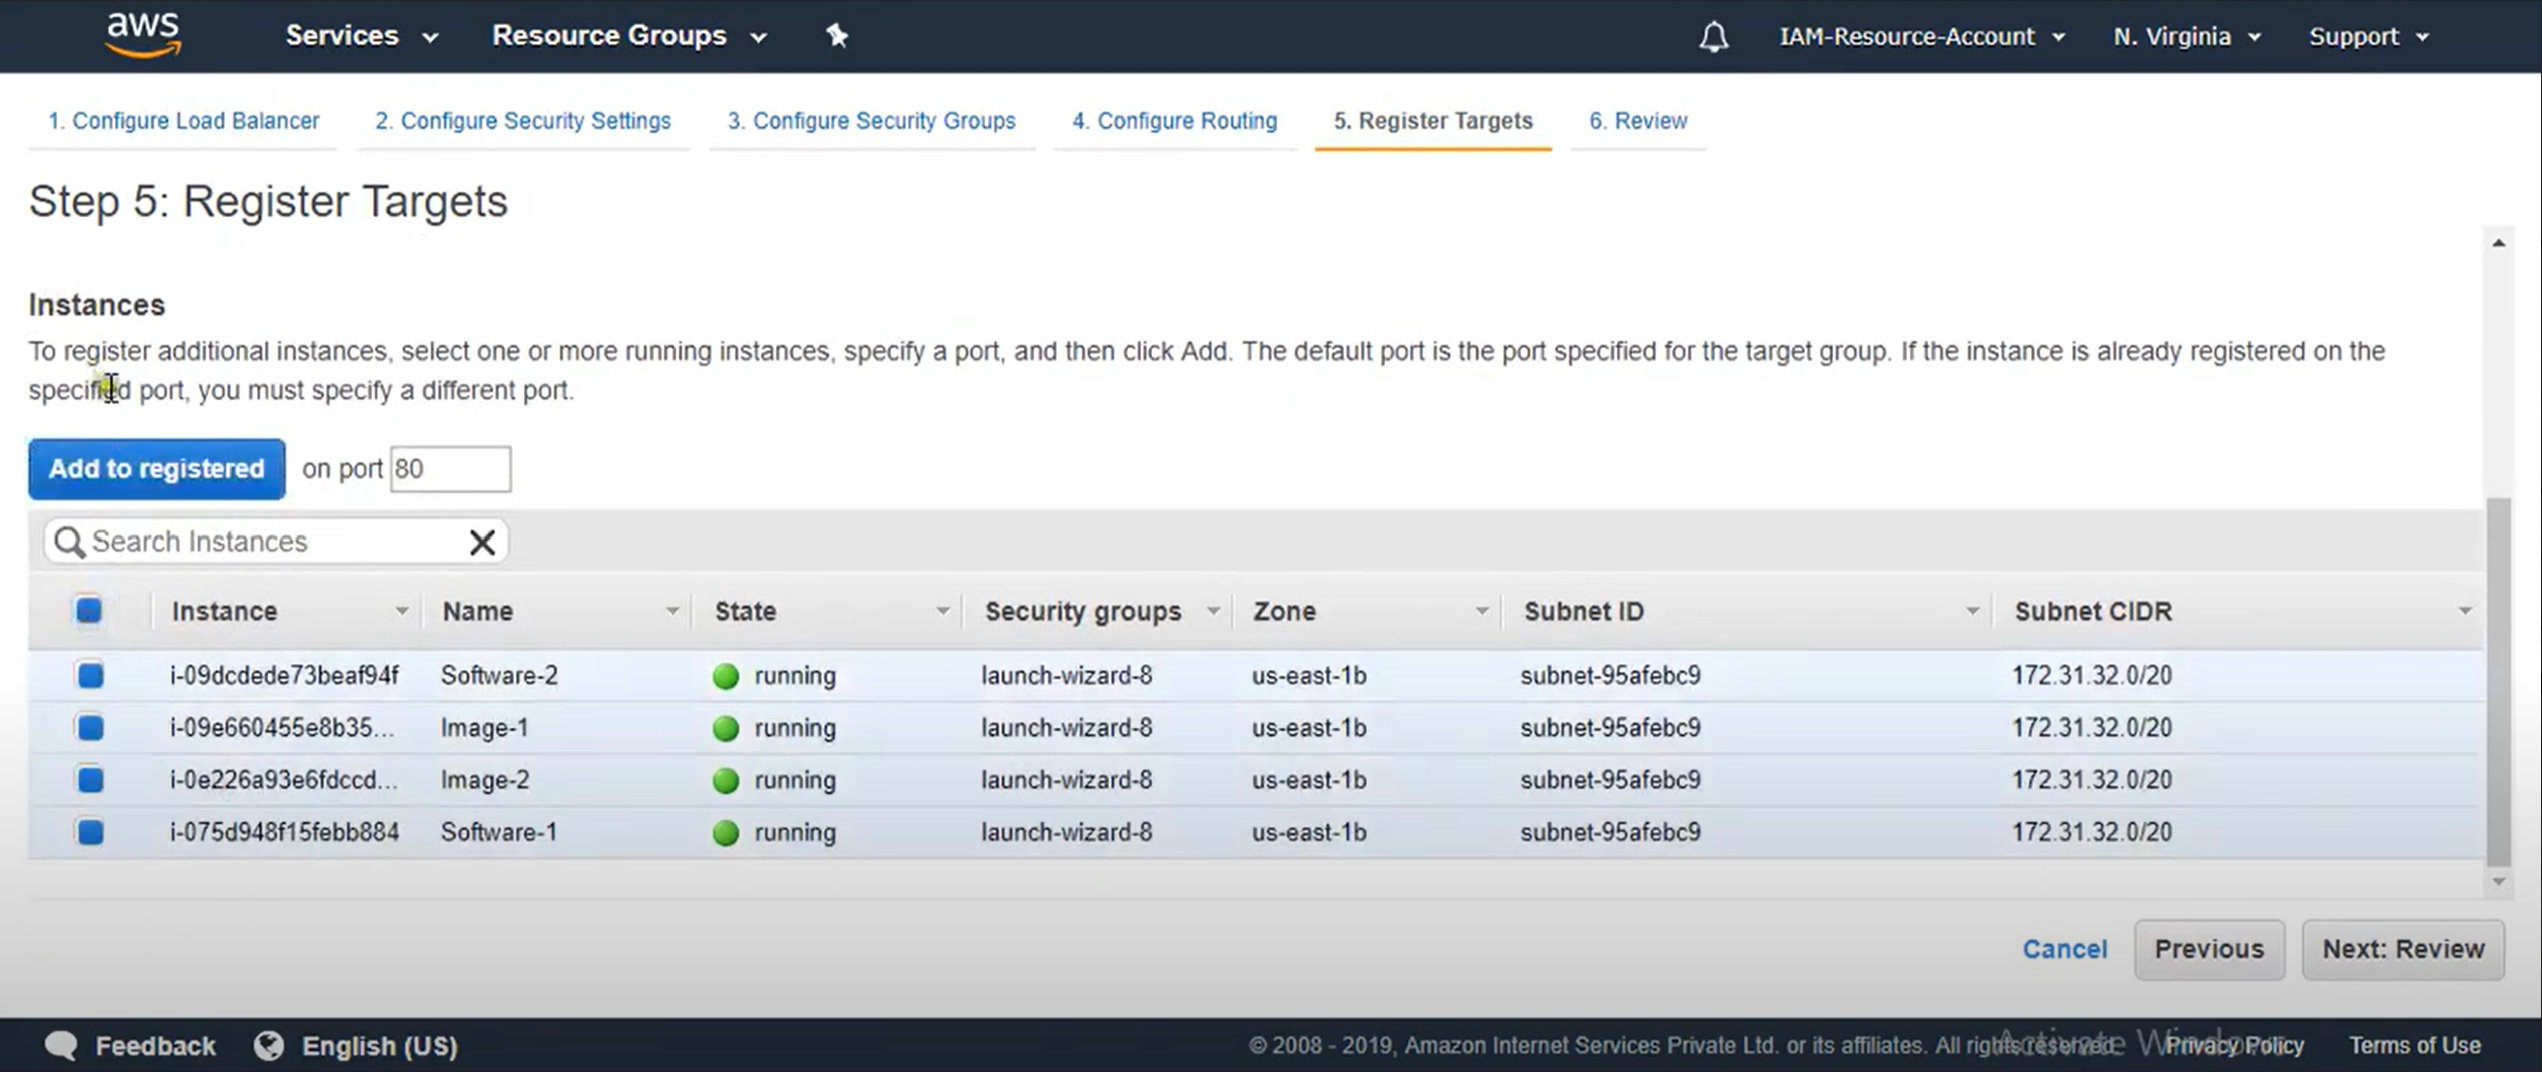 aws Services Resource Groups IAM-Resource-Account N. Virginia Support
1. Configure Load Balancer 2. Configure Security Settings 3. Configure Security Groups 4. Configure Routing 5. Register Targets 6. Review
Step 5: Register Targets
Instances
To register additional instances, select one or more running instances, specify a port, and then click Add. The default port is the port specified for the target group. If the instance is already registered on the
specified port, you must specify a different port.
Add to registered on port 80
Search Instances
Instance Name State Security groups Zone Subnet ID Subnet CIDR
i-09dcdede73beaf94f Software-2 running launch-wizard-8 us-east-1b subnet-95afebc9 172.31.32.0/20
i-09e660455e8b35... Image-1 running launch-wizard-8 us-east-1b subnet-95afebc9 172.31.32.0/20
i-0e226a93e6fdccd... Image-2 running launch-wizard-8 us-east-1b subnet-95afebc9 172.31.32.0/20
i-075d948f15febb884 Software-1 running launch-wizard-8 us-east-1b subnet-95afebc9 172.31.32.0/20
Cancel Previous Next: Review
Feedback English (US) © 2008 - 2019, Amazon Internet Services Private Ltd. or its affiliates. All rights reserved. Privacy Policy Terms of Use
Activate Windows